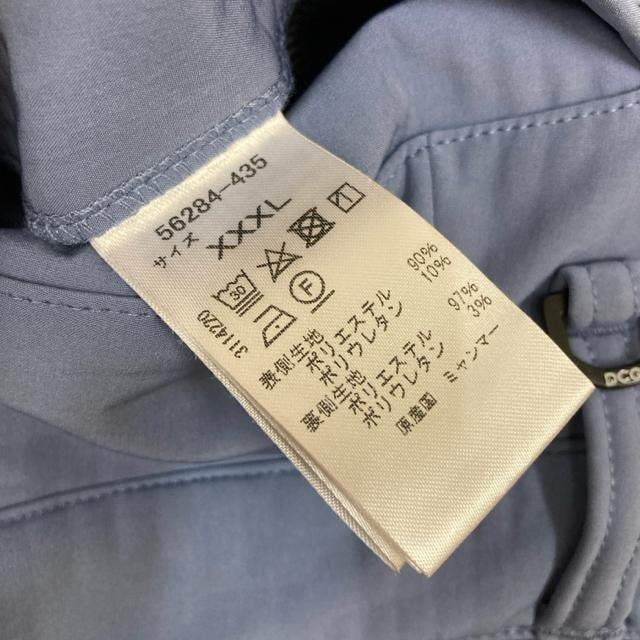 56284-435
サイズ XXXL
30
F
311420
表側生地
ポリエステル 90%
ポリウレタン 10%
裏側生地
ポリエステル 97%
ポリウレタン 3%
原産国 ミャンマー